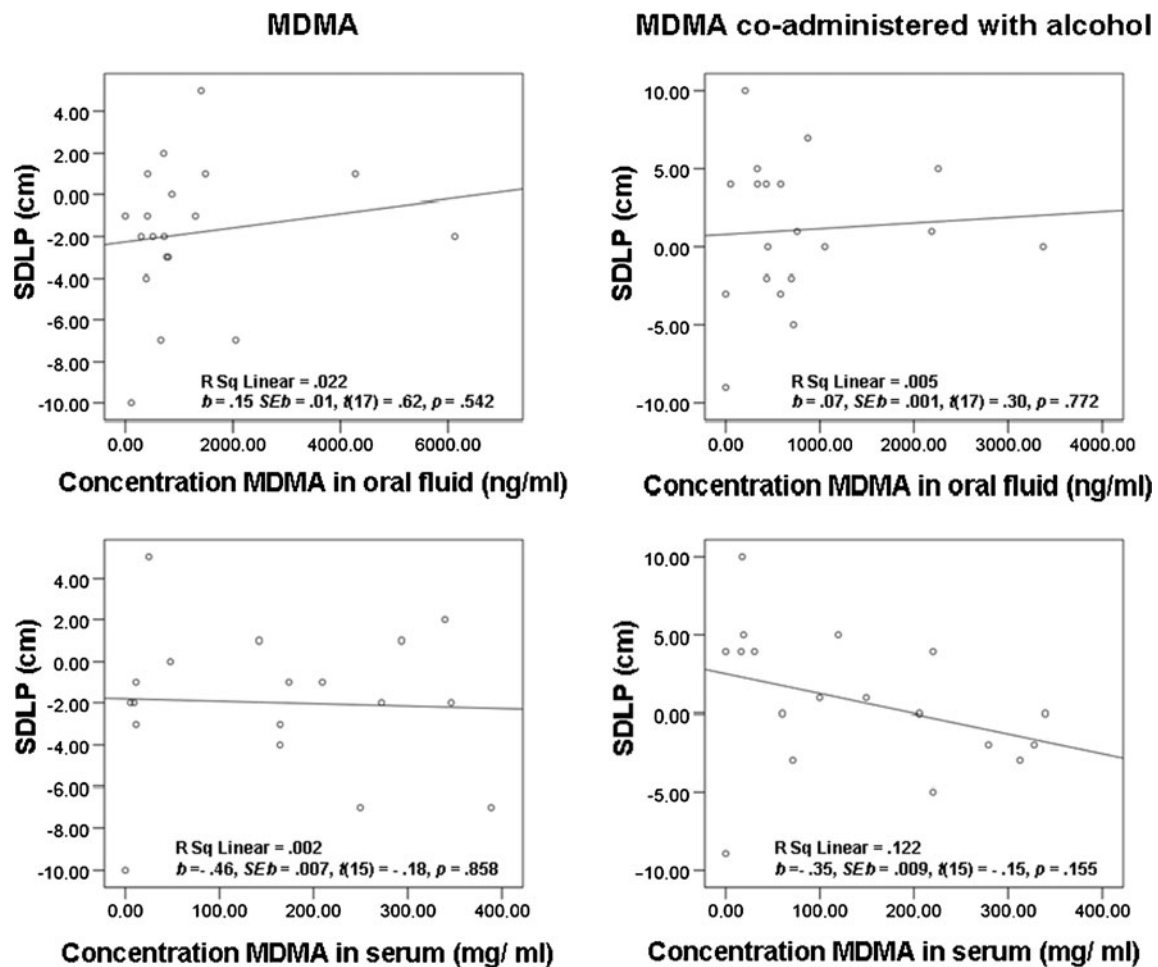 MDMA
MDMA co-administered with alcohol
SDLP (cm)
4.00
2.00
0.00
-2.00
-4.00
-6.00
-8.00
-10.00
R Sq Linear = .022
b = .15 SEb = .01, t(17) = .62, p = .542
0.00 2000.00 4000.00 6000.00
Concentration MDMA in oral fluid (ng/ml)
SDLP (cm)
10.00
5.00
0.00
-5.00
-10.00
R Sq Linear = .005
b = .07, SEb = .001, t(17) = .30, p = .772
0.00 1000.00 2000.00 3000.00 4000.00
Concentration MDMA in oral fluid (ng/ml)
SDLP (cm)
4.00
2.00
0.00
-2.00
-4.00
-6.00
-8.00
-10.00
R Sq Linear = .002
b =- .46, SEb = .007, t(15) = - .18, p = .858
0.00 100.00 200.00 300.00 400.00
Concentration MDMA in serum (mg/ ml)
SDLP (cm)
10.00
5.00
0.00
-5.00
-10.00
R Sq Linear = .122
b=- .35, SEb = .009, t(15) = - .15, p = .155
0.00 100.00 200.00 300.00 400.00
Concentration MDMA in serum (mg/ ml)